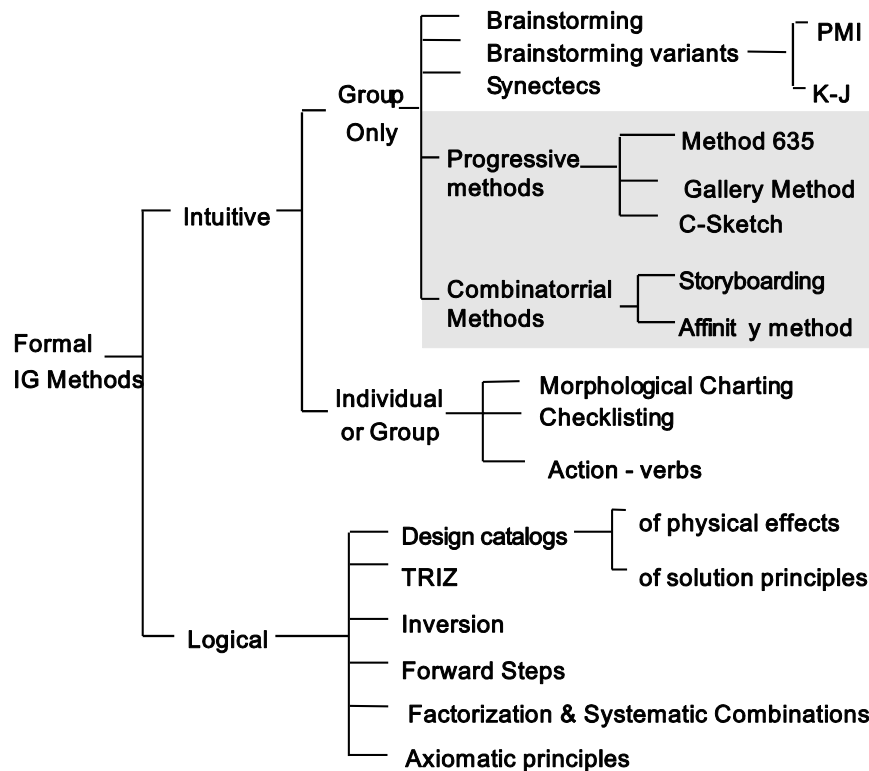 Brainstorming
Brainstorming variants
PMI
Synectecs
K-J
Group
Only
Progressive
methods
Method 635
Gallery Method
C-Sketch
Intuitive
Combinatorrial
Methods
Storyboarding
Affinit y method
Formal
IG Methods
Individual
or Group
Morphological Charting
Checklisting
Action - verbs
Design catalogs
of physical effects
of solution principles
TRIZ
Inversion
Logical
Forward Steps
Factorization & Systematic Combinations
Axiomatic principles